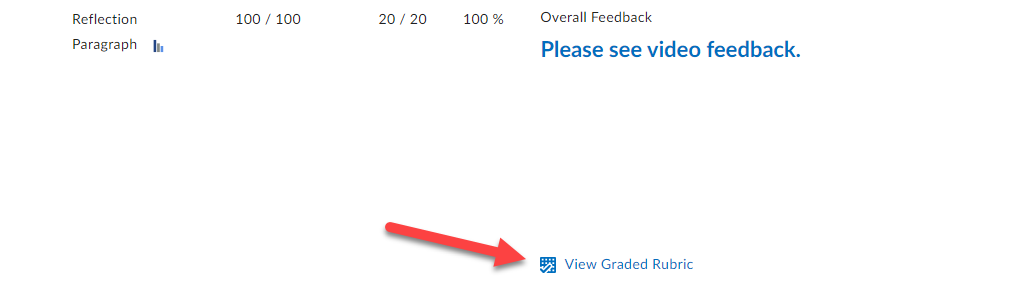 Reflection 100 / 100 20 / 20 100 % Overall Feedback
Paragraph
Please see video feedback.
View Graded Rubric